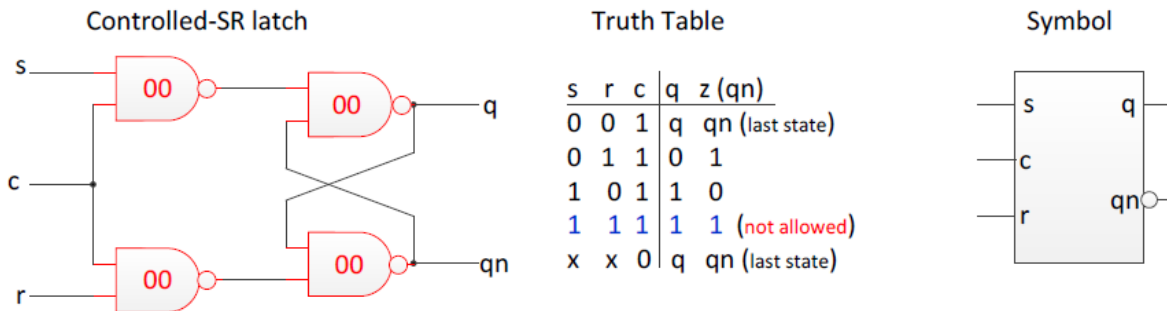 Controlled-SR latch Truth Table Symbol
s 00 00 q
c
r 00 00 qn
s r c q z (qn)
0 0 1 q qn (last state)
0 1 1 0 1
1 0 1 1 0
1 1 1 1 1 (not allowed)
x x 0 q qn (last state)
s q
c
r qn